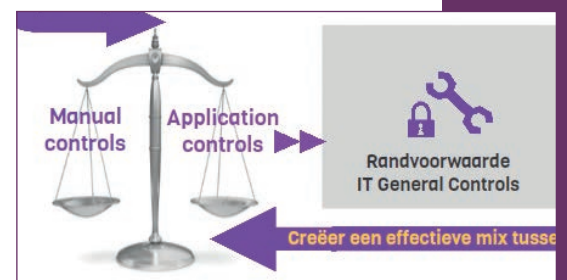 Manual
controls
Application
controls
Randvoorwaarde
IT General Controls
Creëer een effectieve mix tusse